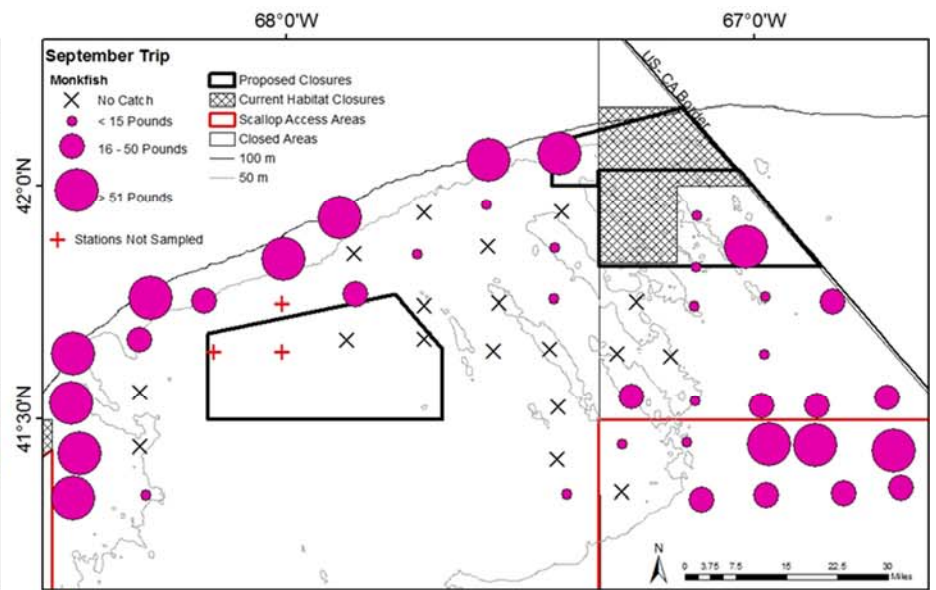 68°0'W 67°0'W
September Trip
Monkfish
No Catch
< 15 Pounds
16 - 50 Pounds
> 51 Pounds
Stations Not Sampled
Proposed Closures
Current Habitat Closures
Scallop Access Areas
Closed Areas
100 m
50 m
US- CA Border
42°0'N
41°30'N
N
0 3.75 7.5 15 22.5 30
Miles